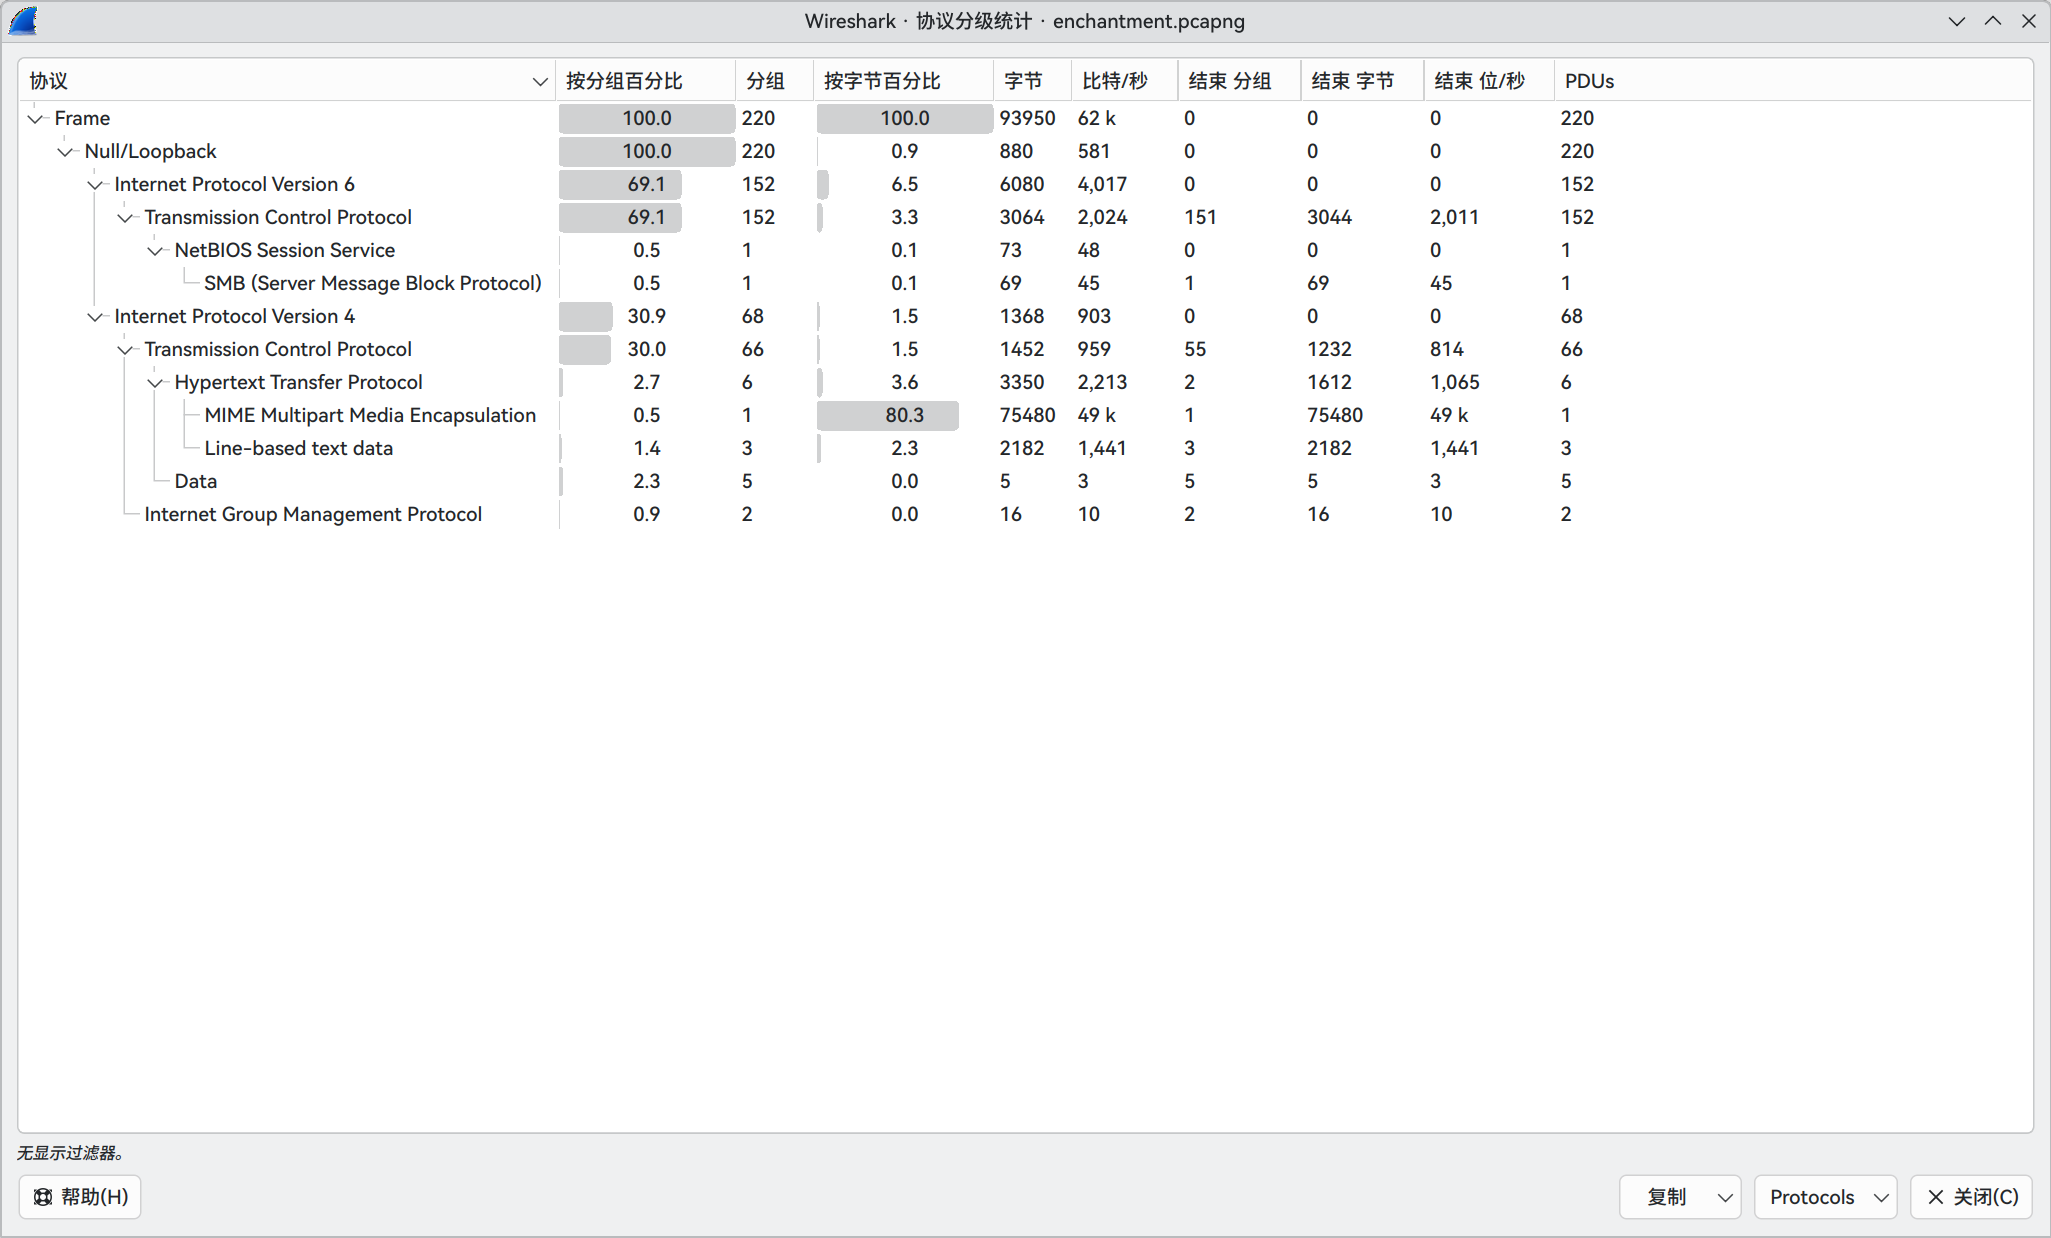 Wireshark · 协议分级统计 · enchantment.pcapng
协议 按分组百分比 分组 按字节百分比 字节 比特/秒 结束 分组 结束 字节 结束 位/秒 PDUs
Frame 100.0 220 100.0 93950 62 k 0 0 0 220
Null/Loopback 100.0 220 0.9 880 581 0 0 0 220
Internet Protocol Version 6 69.1 152 6.5 6080 4,017 0 0 0 152
Transmission Control Protocol 69.1 152 3.3 3064 2,024 151 3044 2,011 152
NetBIOS Session Service 0.5 1 0.1 73 48 0 0 0 1
SMB (Server Message Block Protocol) 0.5 1 0.1 69 45 1 69 45 1
Internet Protocol Version 4 30.9 68 1.5 1368 903 0 0 0 68
Transmission Control Protocol 30.0 66 1.5 1452 959 55 1232 814 66
Hypertext Transfer Protocol 2.7 6 3.6 3350 2,213 2 1612 1,065 6
MIME Multipart Media Encapsulation 0.5 1 80.3 75480 49 k 1 75480 49 k 1
Line-based text data 1.4 3 2.3 2182 1,441 3 2182 1,441 3
Data 2.3 5 0.0 5 3 5 5 3 5
Internet Group Management Protocol 0.9 2 0.0 16 10 2 16 10 2
无显示过滤器。
帮助(H) 复制 Protocols 关闭(C)